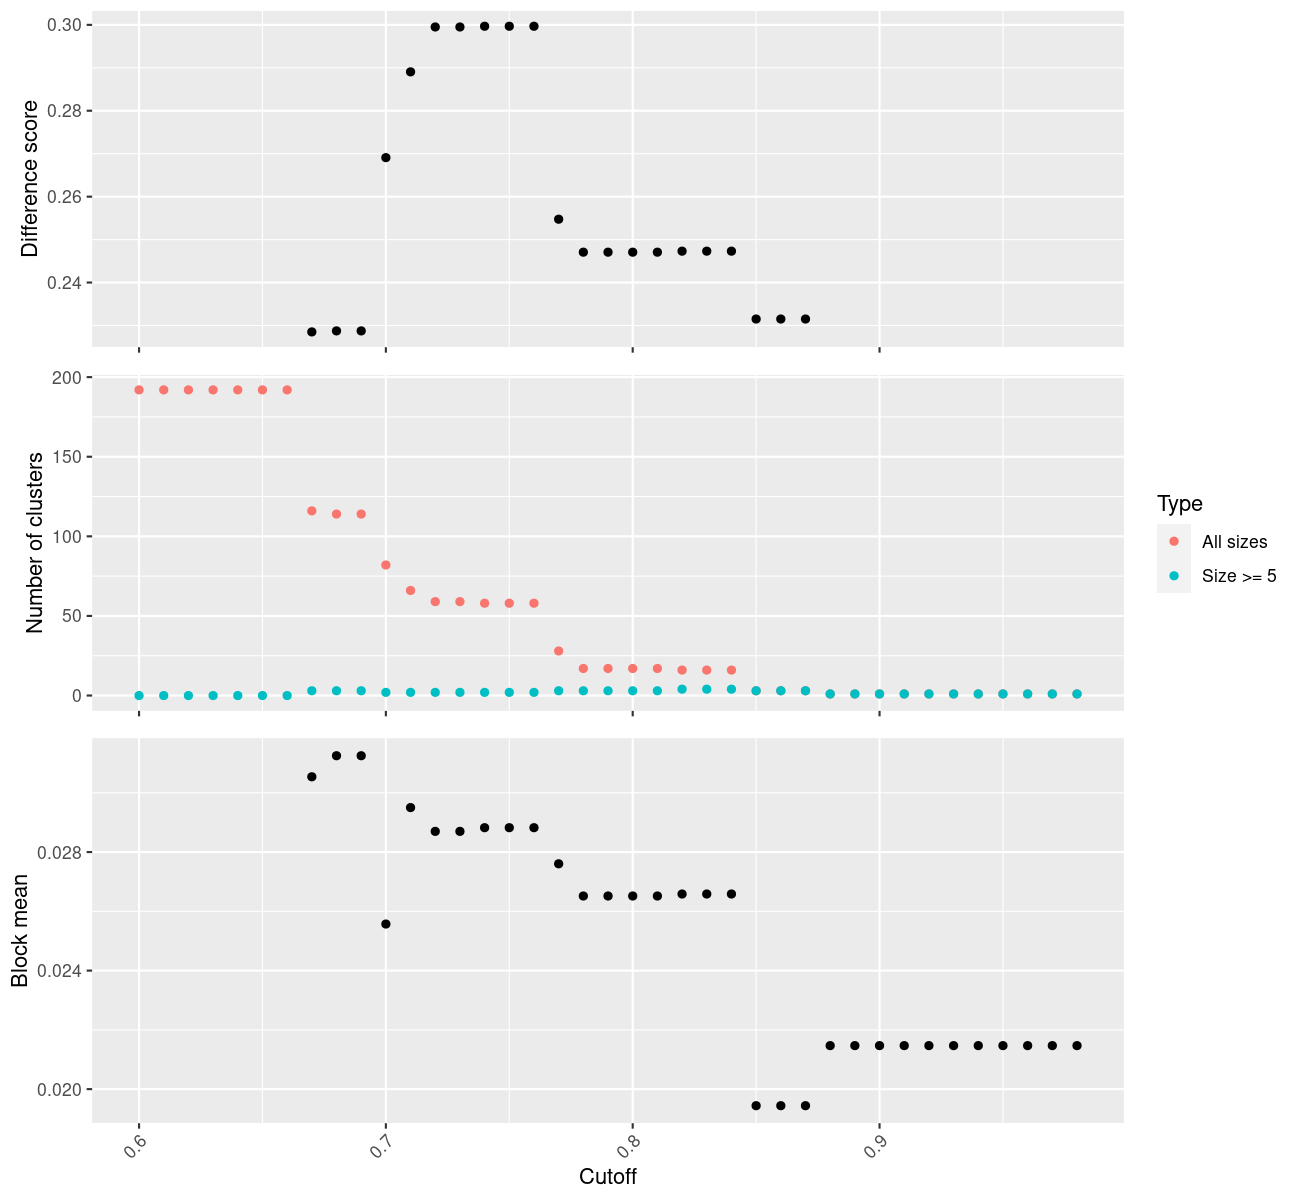 0.30
0.28
0.26
0.24
Difference score
200
150
100
50
0
Number of clusters
Type
All sizes
Size >= 5
0.028
0.024
0.020
Block mean
0.6
0.7
0.8
0.9
Cutoff